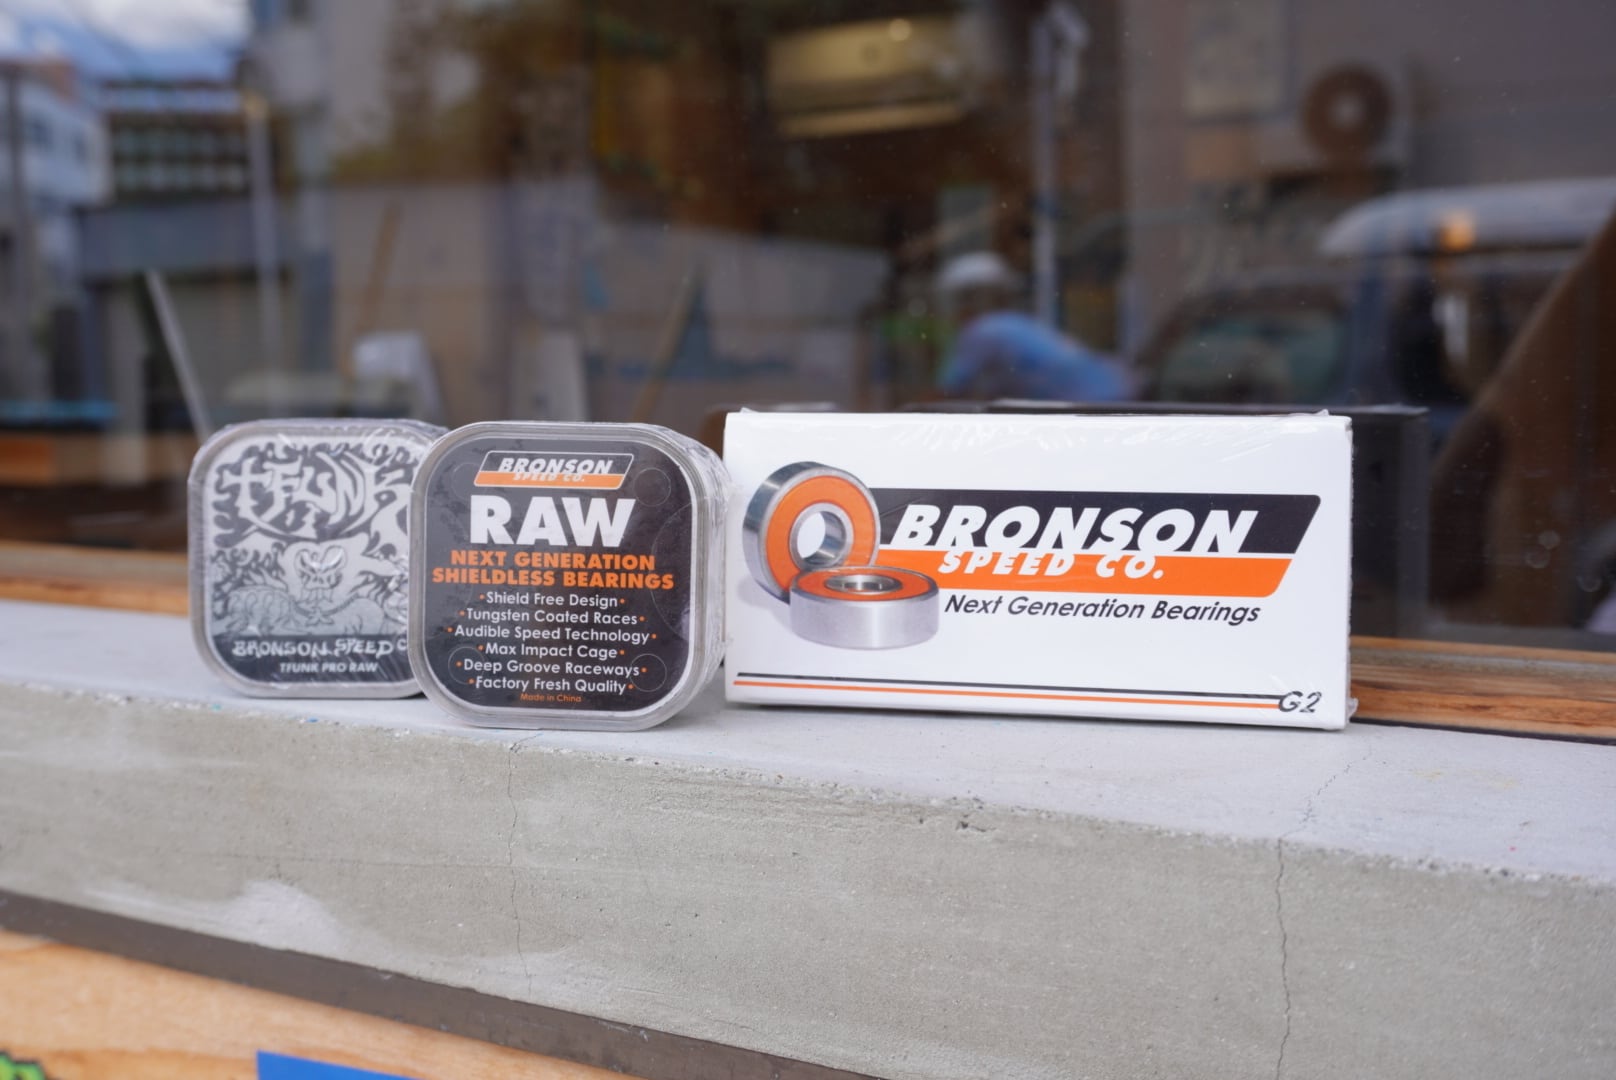 tFUNK
BRONSON SPEED C
TFUNK PRO RAW
BRONSON
SPEED CO.
RAW
NEXT GENERATION
SHIELDLESS BEARINGS
•Shield Free Design•
•Tungsten Coated Races•
•Audible Speed Technology•
•Max Impact Cage•
•Deep Groove Raceways•
•Factory Fresh Quality•
Made in China
BRONSON
SPEED CO.
Next Generation Bearings
G2